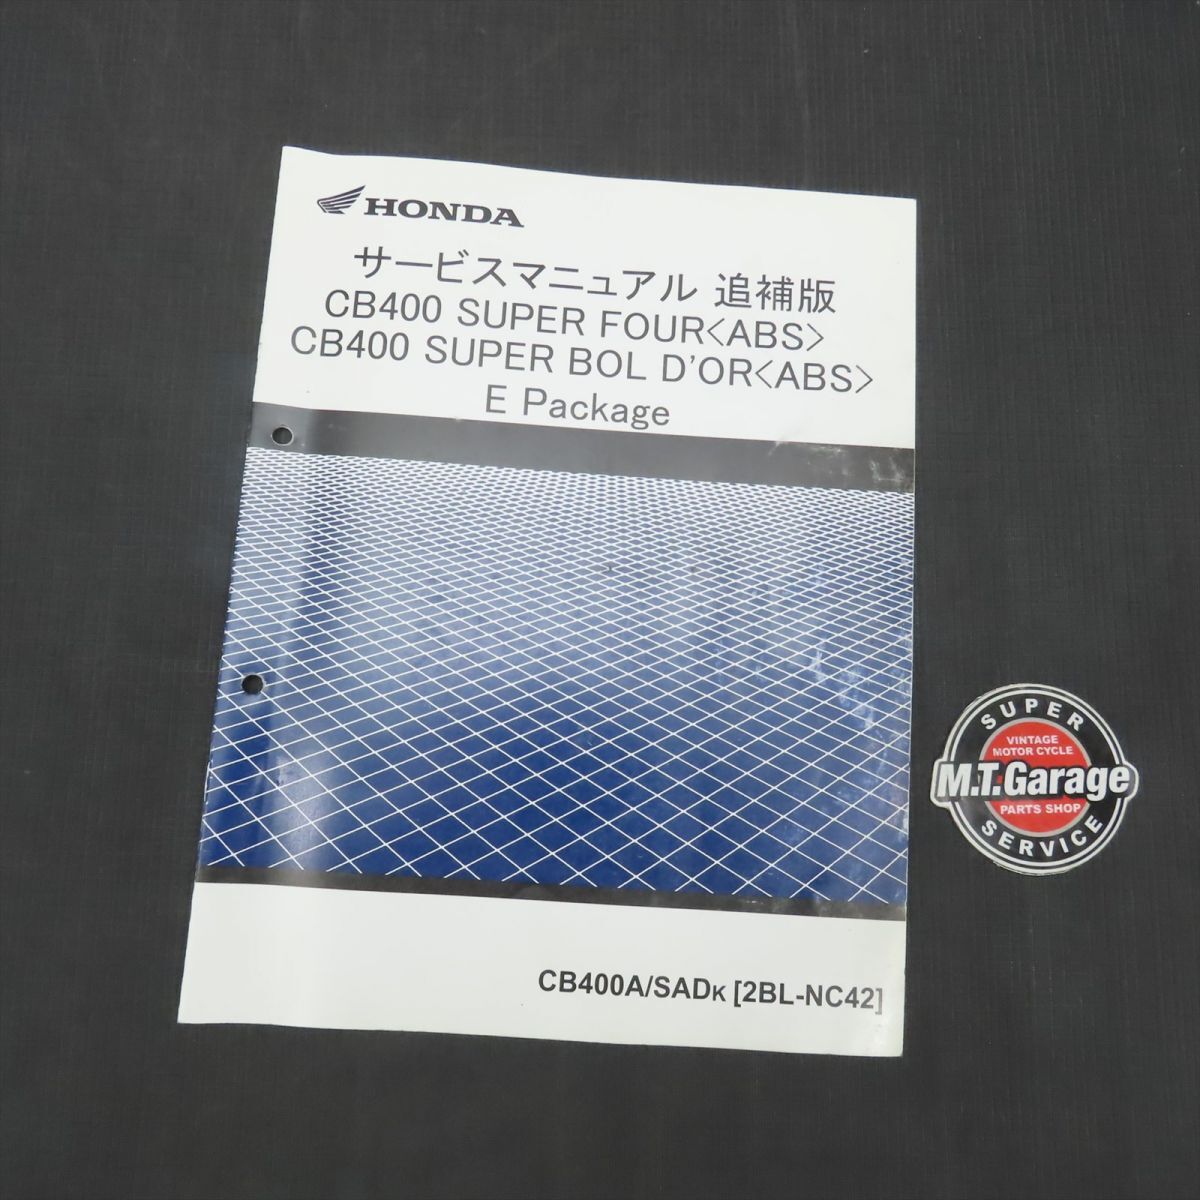 HONDA
サービスマニュアル 追補版
CB400 SUPER FOUR<ABS>
CB400 SUPER BOL D'OR<ABS>
E Package
CB400A/SADK [2BL-NC42]
SUPER
VINTAGE
MOTOR CYCLE
M.T.Garage
PARTS SHOP
SERVICE